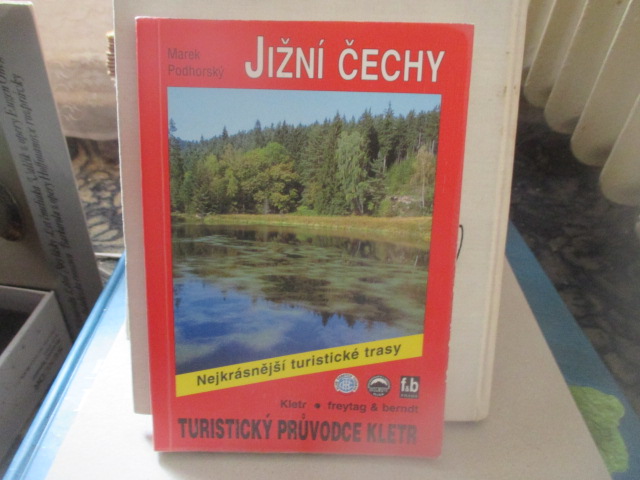 Marek
Podhorský
JIŽNÍ ČECHY
Nejkrásnější turistické trasy
f&b
Kletr • freytag & berndt
TURISTICKÝ PRŮVODCE KLETR